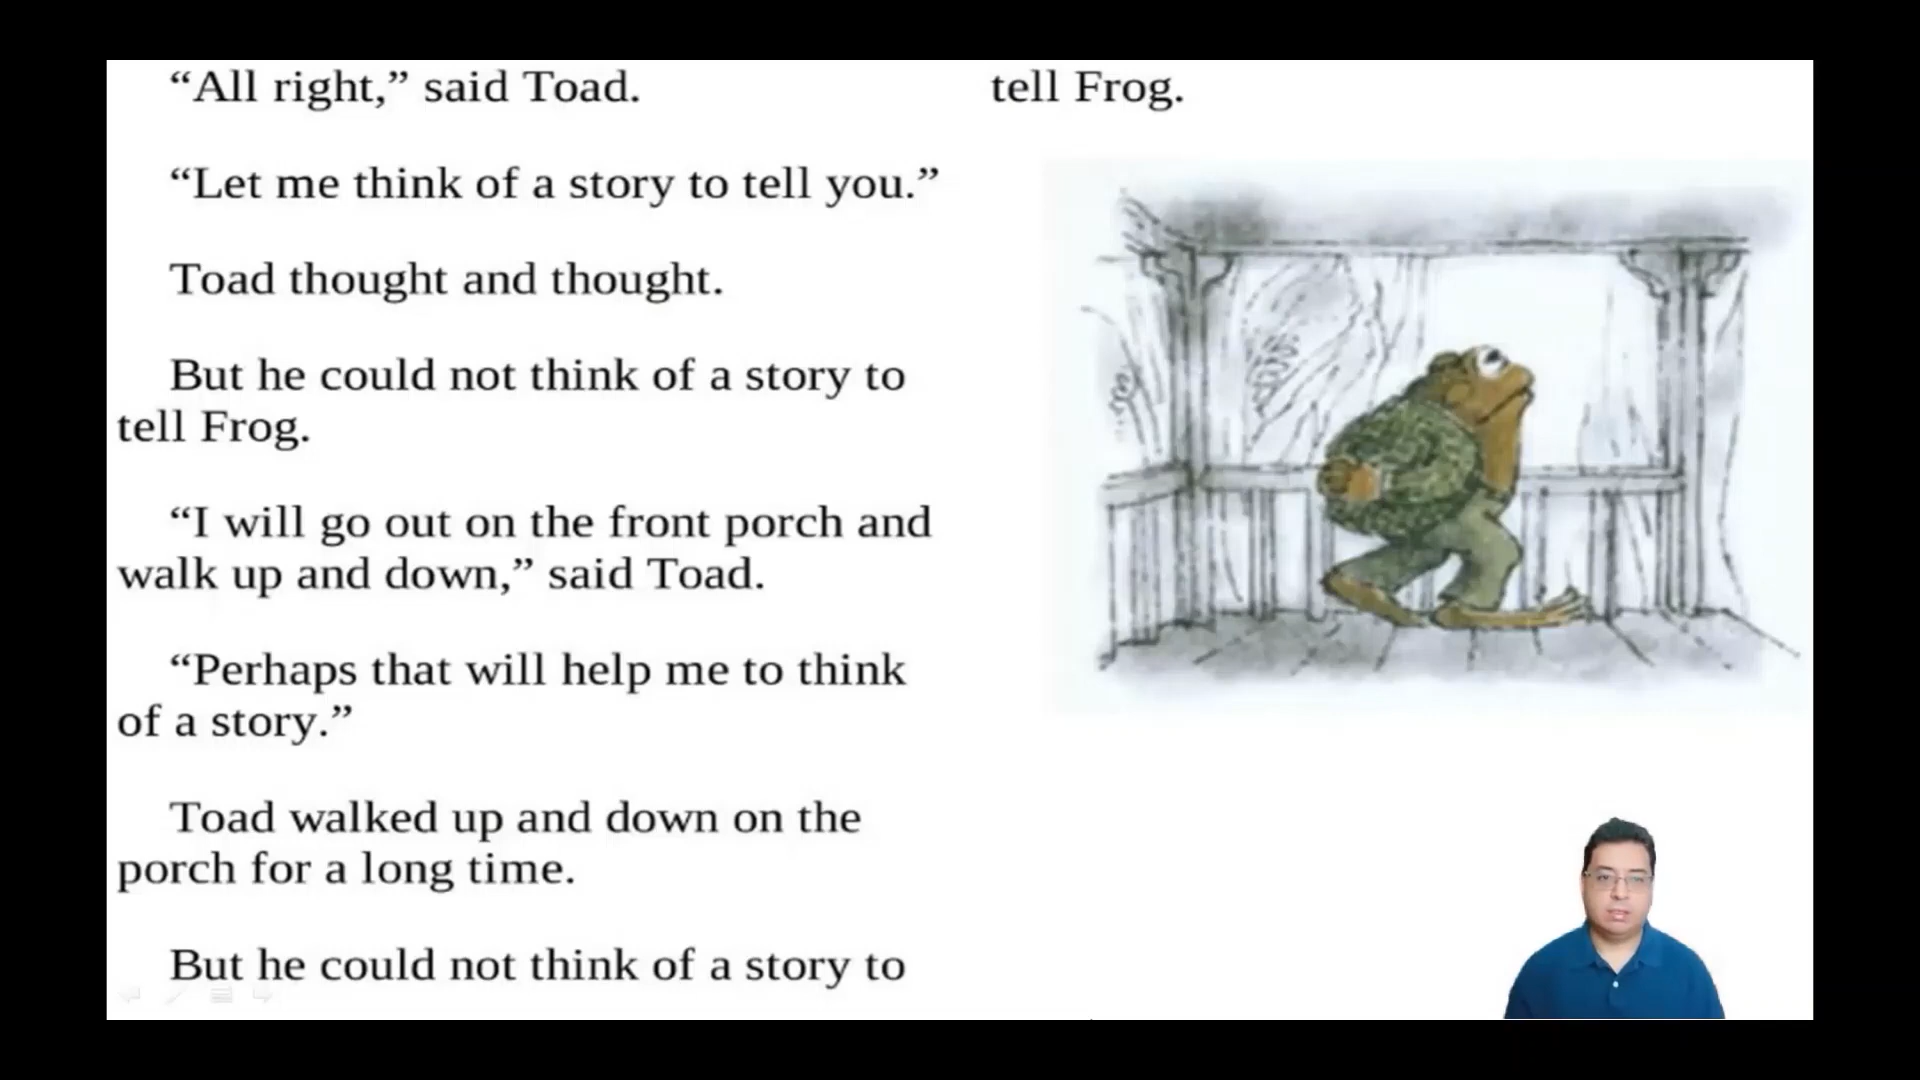 “All right,” said Toad.
“Let me think of a story to tell you.”
Toad thought and thought.
But he could not think of a story to
tell Frog.
“I will go out on the front porch and
walk up and down,” said Toad.
“Perhaps that will help me to think
of a story.”
Toad walked up and down on the
porch for a long time.
But he could not think of a story to
tell Frog.